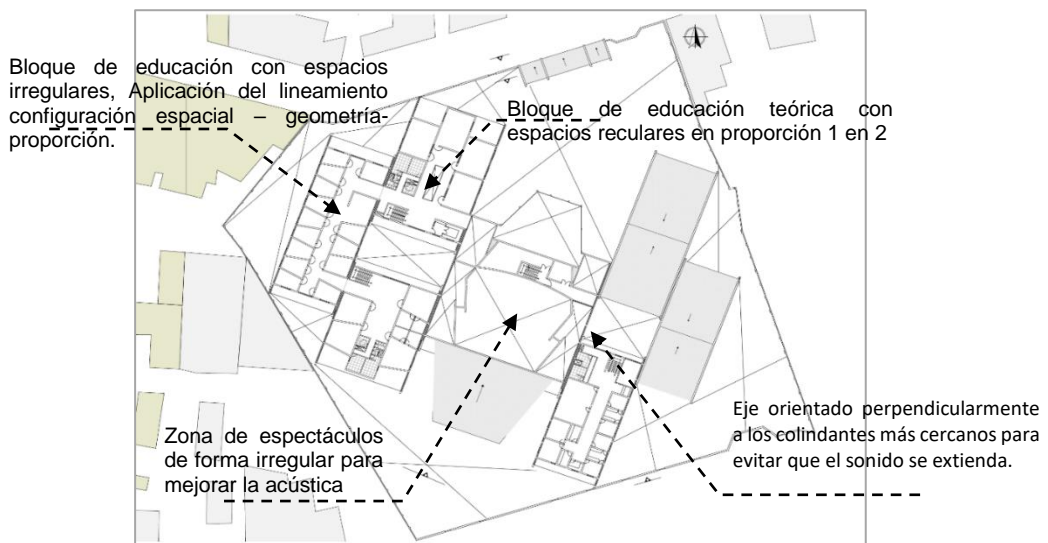 Bloque de educación con espacios
irregulares, Aplicación del lineamiento
configuración espacial – geometría-
proporción.
Bloque de educación teórica con
espacios reculares en proporción 1 en 2
Zona de espectáculos
de forma irregular para
mejorar la acústica
Eje orientado perpendicularmente
a los colindantes más cercanos para
evitar que el sonido se extienda.